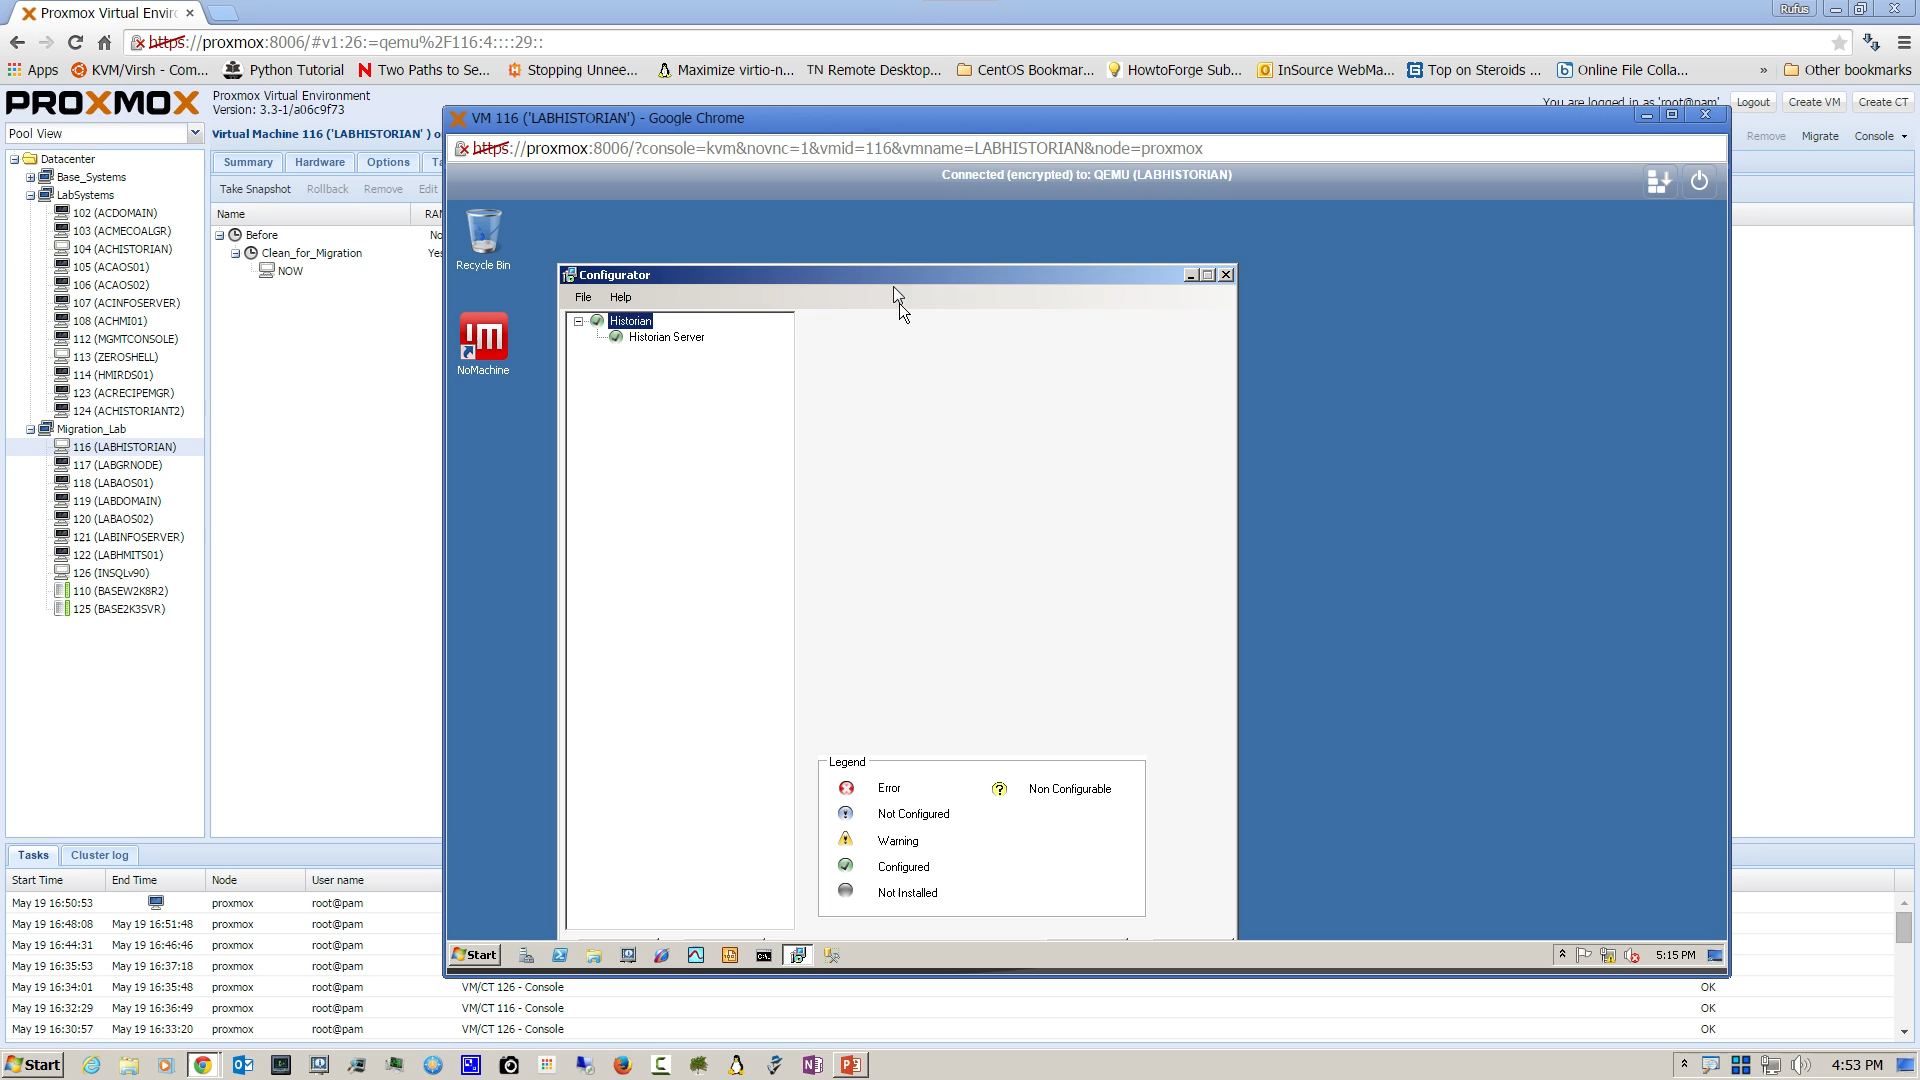 Proxmox Virtual Envir
Rufus
https://proxmox:8006/#v1:26:=qemu%2F116:4::::29::
Apps KVM/Virsh - Com... Python Tutorial Two Paths to Se... Stopping Unnee... Maximize virtio-n... TN Remote Desktop... CentOS Bookmar... HowtoForge Sub... InSource WebMa... Top on Steroids ... Online File Colla... » Other bookmarks
PROXMOX
Proxmox Virtual Environment
Version: 3.3-1/a06c9f73
You are logged in as 'root@pam' Logout Create VM Create CT
VM 116 ('LABHISTORIAN') - Google Chrome
Pool View
Virtual Machine 116 ('LABHISTORIAN' ) o
Remove Migrate Console
https://proxmox:8006/?console=kvm&novnc=1&vmid=116&vmname=LABHISTORIAN&node=proxmox
Summary Hardware Options Ta
Connected (encrypted) to: QEMU (LABHISTORIAN)
Take Snapshot Rollback Remove Edit
Name RAM
Before No
Clean_for_Migration Yes
NOW
Datacenter
Base_Systems
LabSystems
102 (ACDOMAIN)
103 (ACMECOALGR)
104 (ACHISTORIAN)
105 (ACAOS01)
106 (ACAOS02)
107 (ACINFOSERVER)
108 (ACHMI01)
112 (MGMTCONSOLE)
113 (ZEROSHELL)
114 (HMIRDS01)
123 (ACRECIPEMGR)
124 (ACHISTORIANT2)
Migration_Lab
116 (LABHISTORIAN)
117 (LABGRNODE)
118 (LABAOS01)
119 (LABDOMAIN)
120 (LABAOS02)
121 (LABINFOSERVER)
122 (LABHMITS01)
126 (INSQLv90)
110 (BASEW2K8R2)
125 (BASE2K3SVR)
Recycle Bin
NoMachine
Configurator
File Help
Historian
Historian Server
Legend
Error Non Configurable
Not Configured
Warning
Configured
Not Installed
Start
5:15 PM
Tasks Cluster log
Start Time End Time Node User name
May 19 16:50:53 proxmox root@pam
May 19 16:48:08 May 19 16:51:48 proxmox root@pam
May 19 16:44:31 May 19 16:46:46 proxmox root@pam
May 19 16:35:53 May 19 16:37:18 proxmox root@pam
May 19 16:34:01 May 19 16:35:48 proxmox root@pam VM/CT 126 - Console OK
May 19 16:32:29 May 19 16:36:49 proxmox root@pam VM/CT 116 - Console OK
May 19 16:30:57 May 19 16:33:20 proxmox root@pam VM/CT 126 - Console OK
Start
4:53 PM